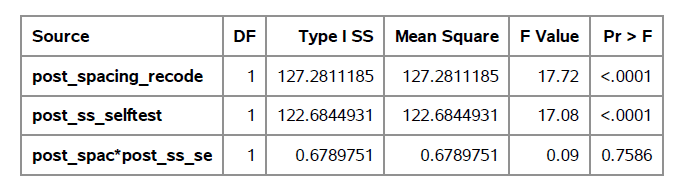 Source DF Type I SS Mean Square F Value Pr > F
post_spacing_recode 1 127.2811185 127.2811185 17.72 <.0001
post_ss_selftest 1 122.6844931 122.6844931 17.08 <.0001
post_spac*post_ss_se 1 0.6789751 0.6789751 0.09 0.7586